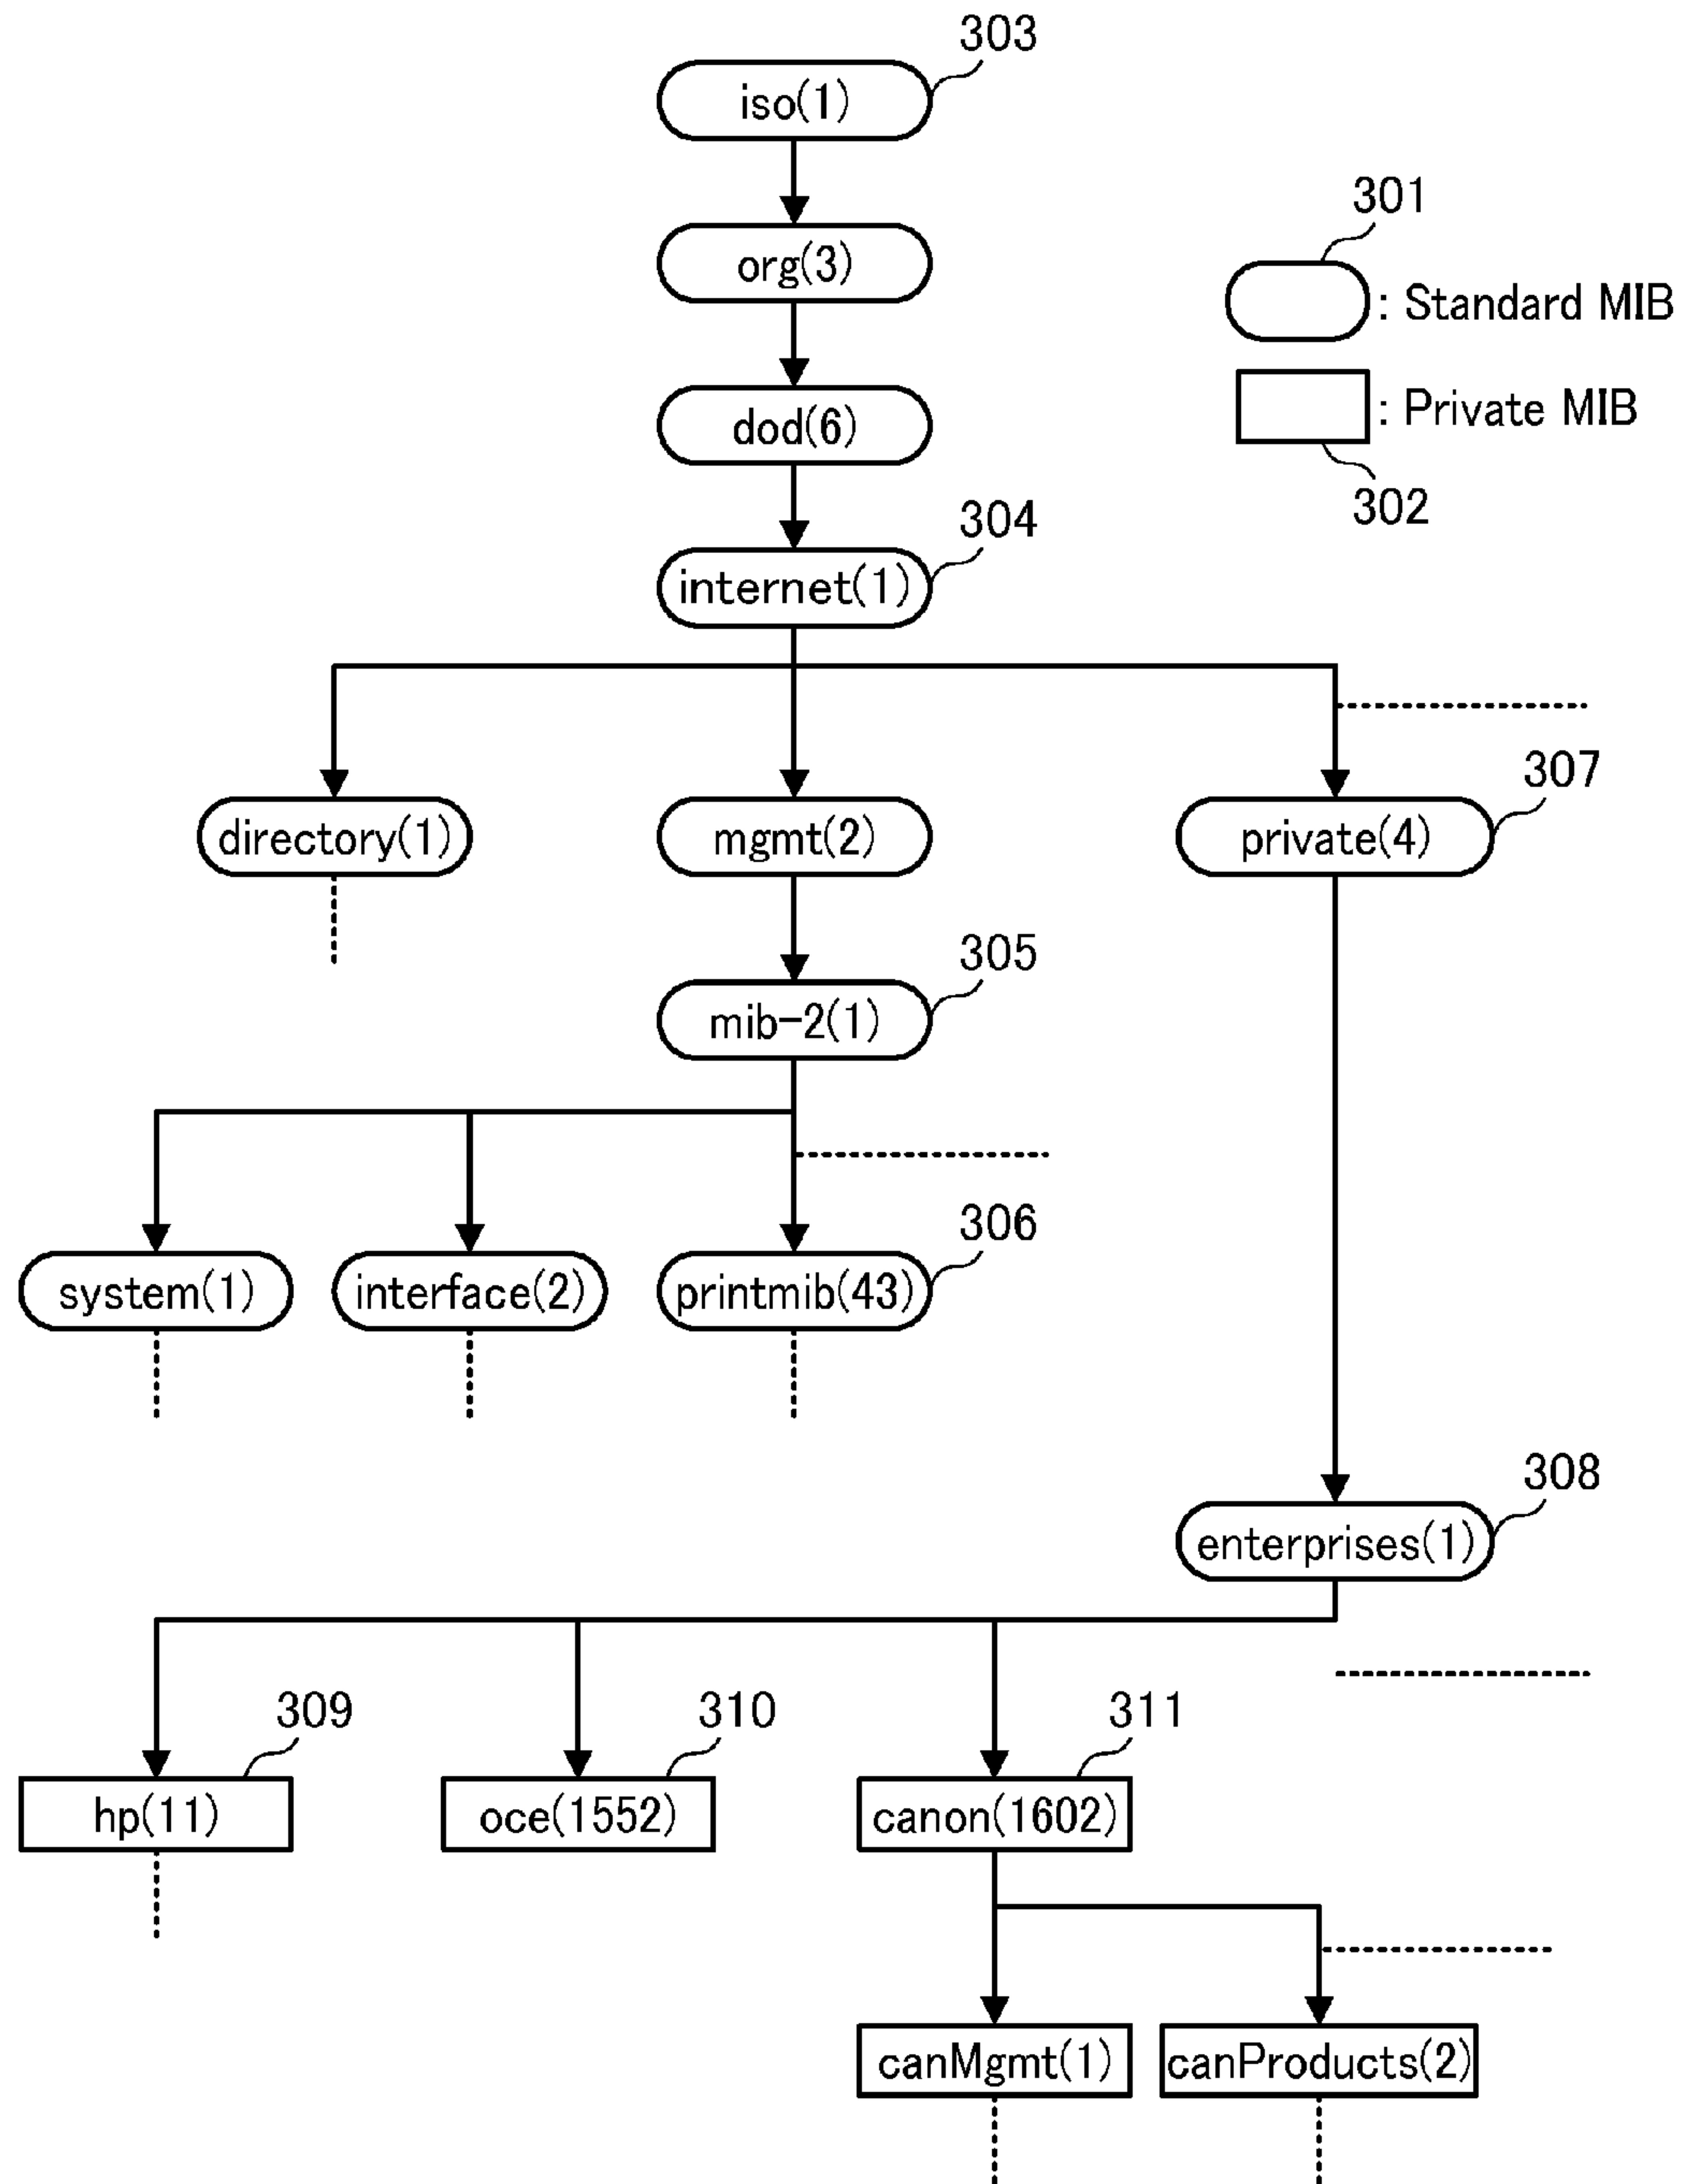 303
iso(1)
301
org(3)
: Standard MIB
dod(6)
: Private MIB
302
304
internet(1)
307
directory(1)
mgmt(2)
private(4)
305
mib-2(1)
306
system(1)
interface(2)
printmib(43)
308
enterprises(1)
309
310
311
hp(11)
oce(1552)
canon(1602)
canMgmt(1)
canProducts(2)